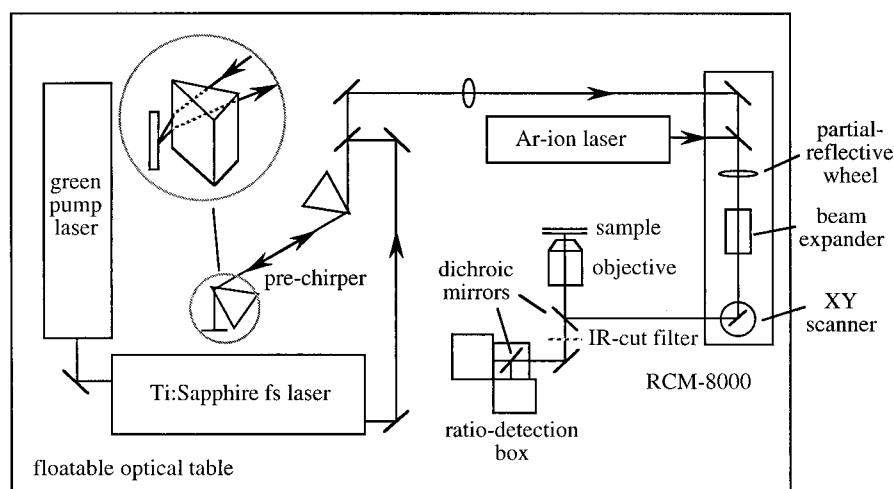 green
pump
laser
Ar-ion laser
partial-
reflective
wheel
sample
objective
beam
expander
pre-chirper
dichroic
mirrors
XY
scanner
IR-cut filter
Ti:Sapphire fs laser
RCM-8000
ratio-detection
box
floatable optical table